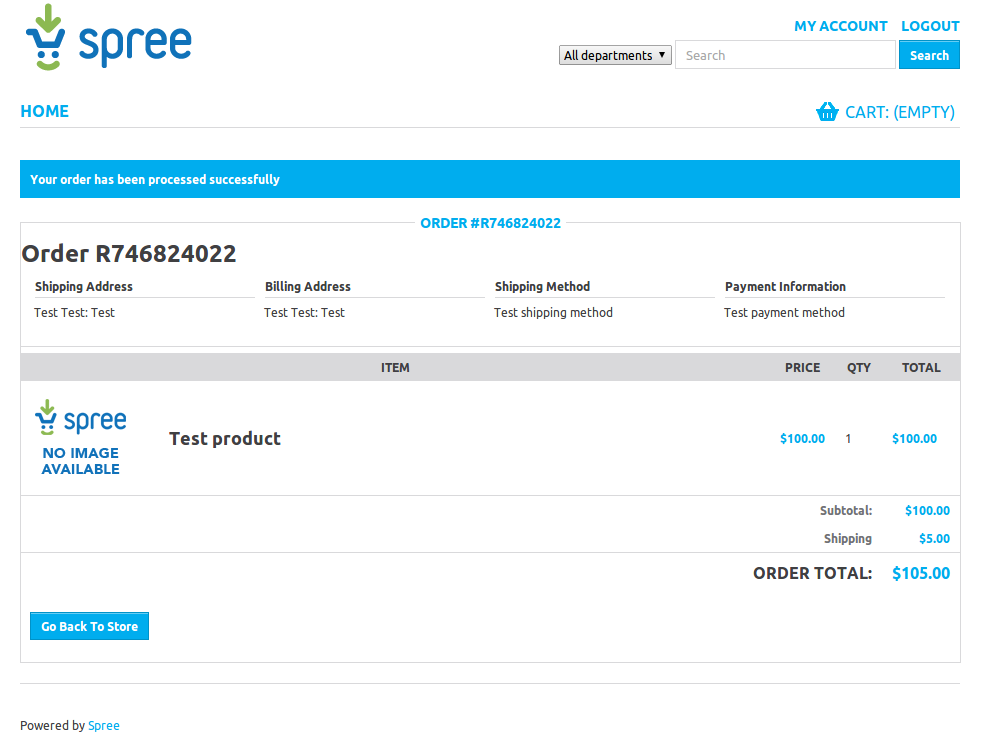 spree
MY ACCOUNT LOGOUT
All departments Search Search
HOME CART: (EMPTY)
Your order has been processed successfully
ORDER #R746824022
Order R746824022
Shipping Address Billing Address Shipping Method Payment Information
Test Test: Test Test Test: Test Test shipping method Test payment method
ITEM PRICE QTY TOTAL
spree
NO IMAGE
AVAILABLE
Test product $100.00 1 $100.00
Subtotal: $100.00
Shipping $5.00
ORDER TOTAL: $105.00
Go Back To Store
Powered by Spree